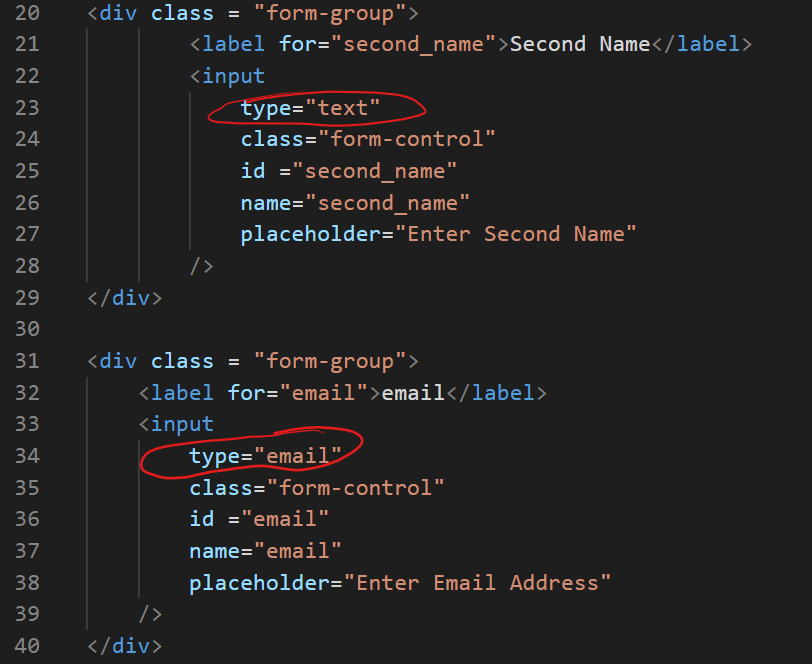 20 <div class = "form-group">
21 <label for="second_name">Second Name</label>
22 <input
23 type="text"
24 class="form-control"
25 id ="second_name"
26 name="second_name"
27 placeholder="Enter Second Name"
28 />
29 </div>
30
31 <div class = "form-group">
32 <label for="email">email</label>
33 <input
34 type="email"
35 class="form-control"
36 id ="email"
37 name="email"
38 placeholder="Enter Email Address"
39 />
40 </div>